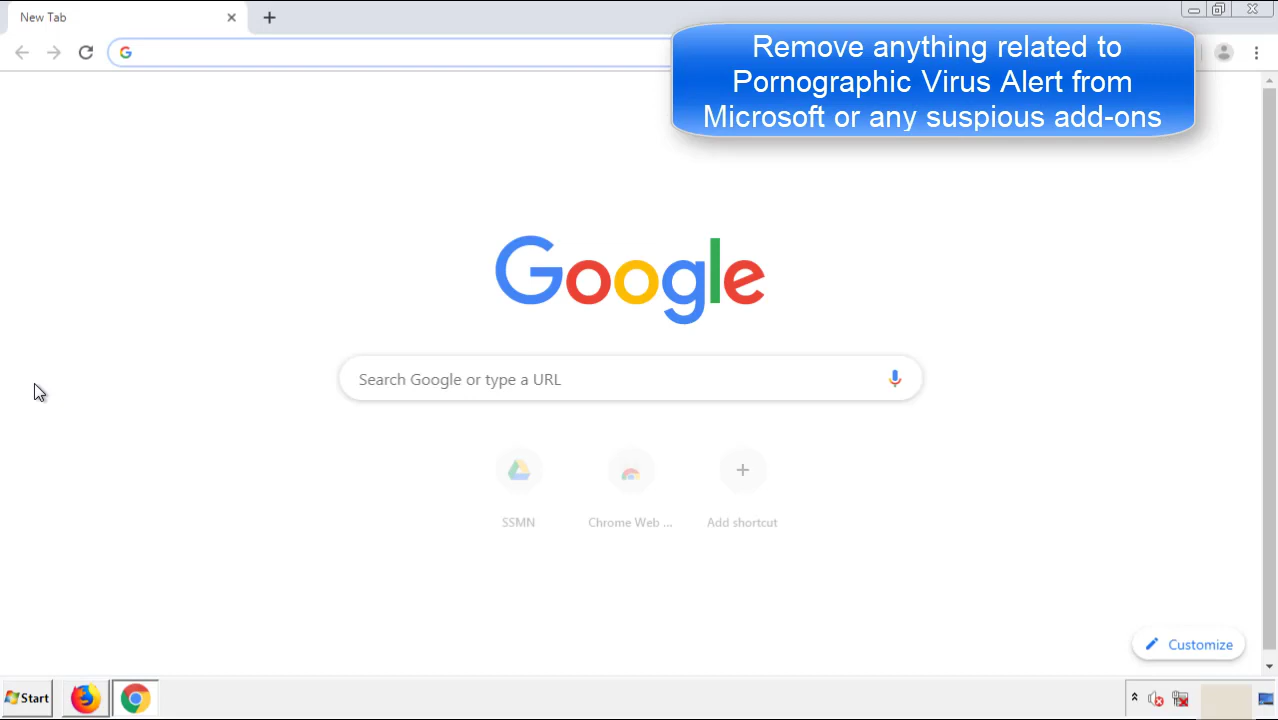 New Tab
Remove anything related to
Pornographic Virus Alert from
Microsoft or any suspious add-ons
Google
Search Google or type a URL
SSMN
Chrome Web ...
Add shortcut
Customize
Start